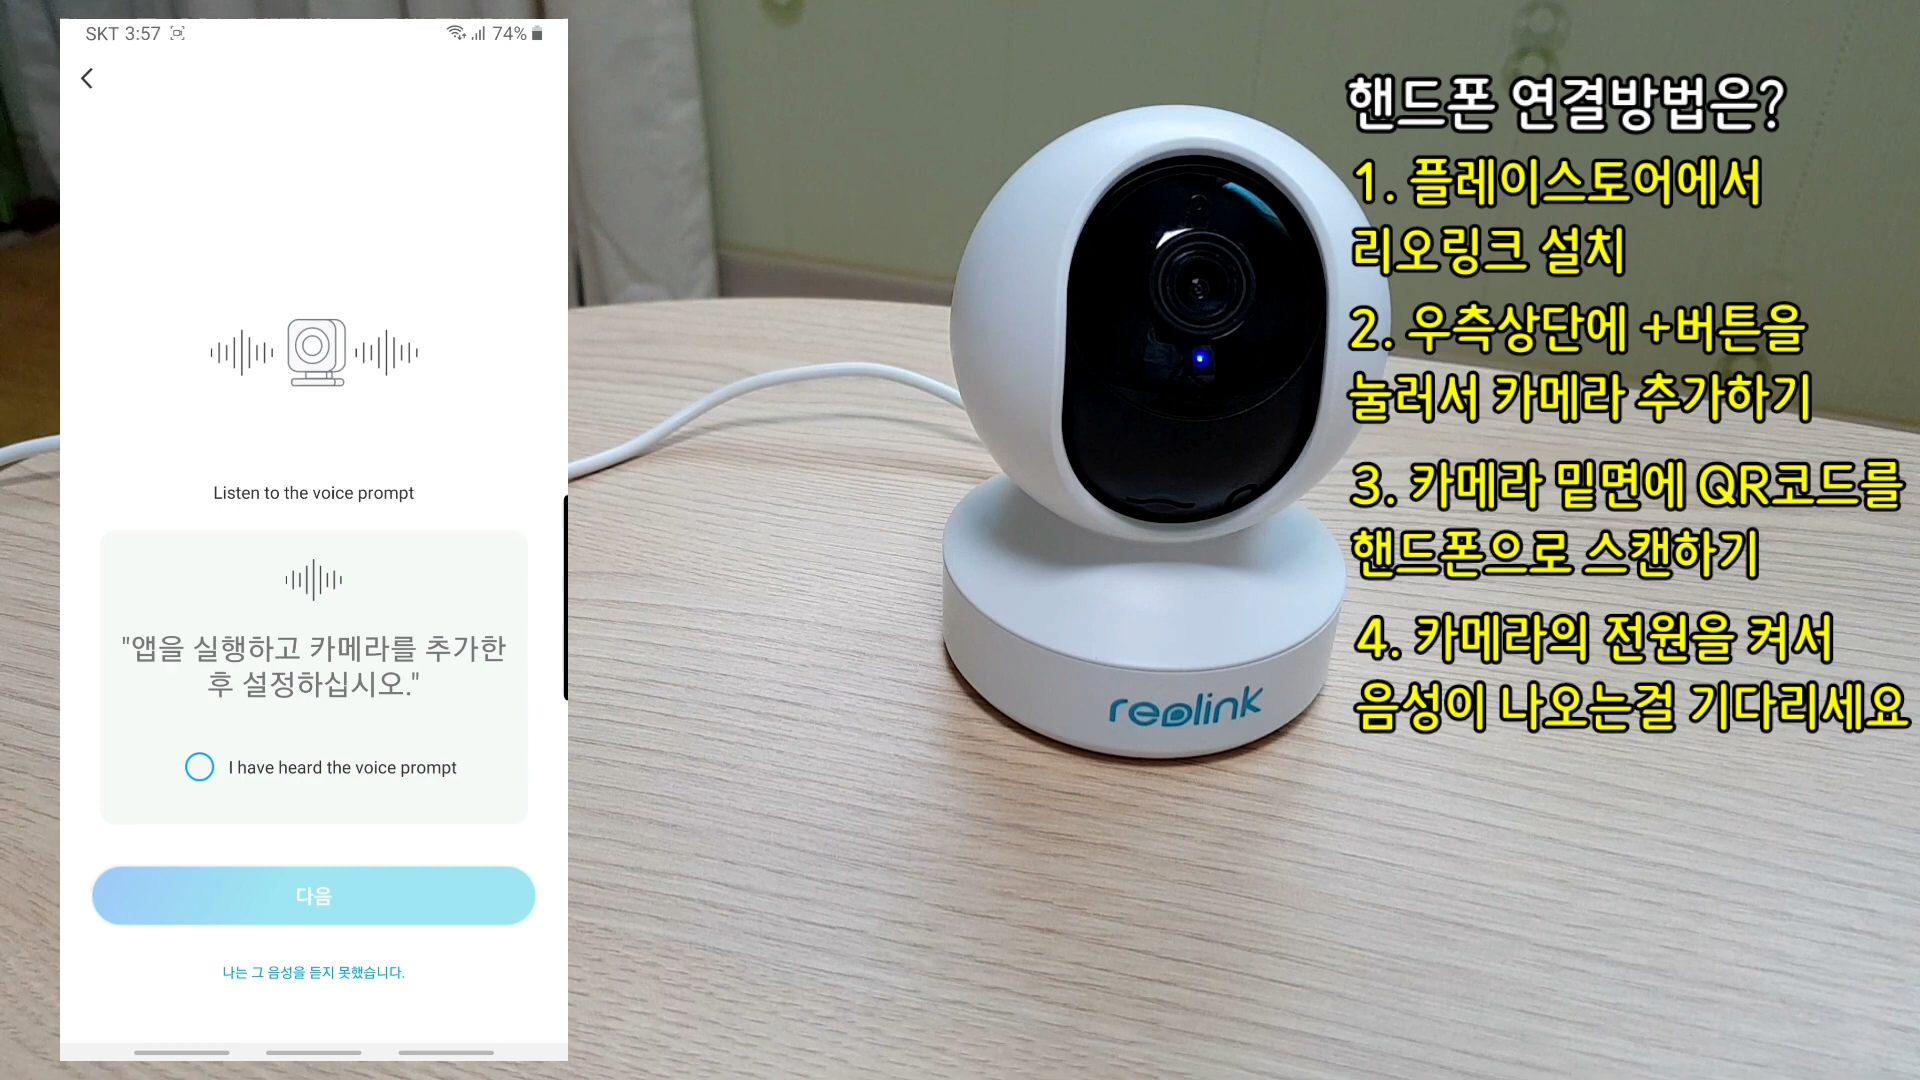 SKT 3:57
74%
Listen to the voice prompt
"앱을 실행하고 카메라를 추가한
후 설정하십시오."
I have heard the voice prompt
다음
나는 그 음성을 듣지 못했습니다.
reolink
핸드폰 연결방법은?
1. 플레이스토어에서
리오링크 설치
2. 우측상단에 +버튼을
눌러서 카메라 추가하기
3. 카메라 밑면에 QR코드를
핸드폰으로 스캔하기
4. 카메라의 전원을 켜서
음성이 나오는걸 기다리세요